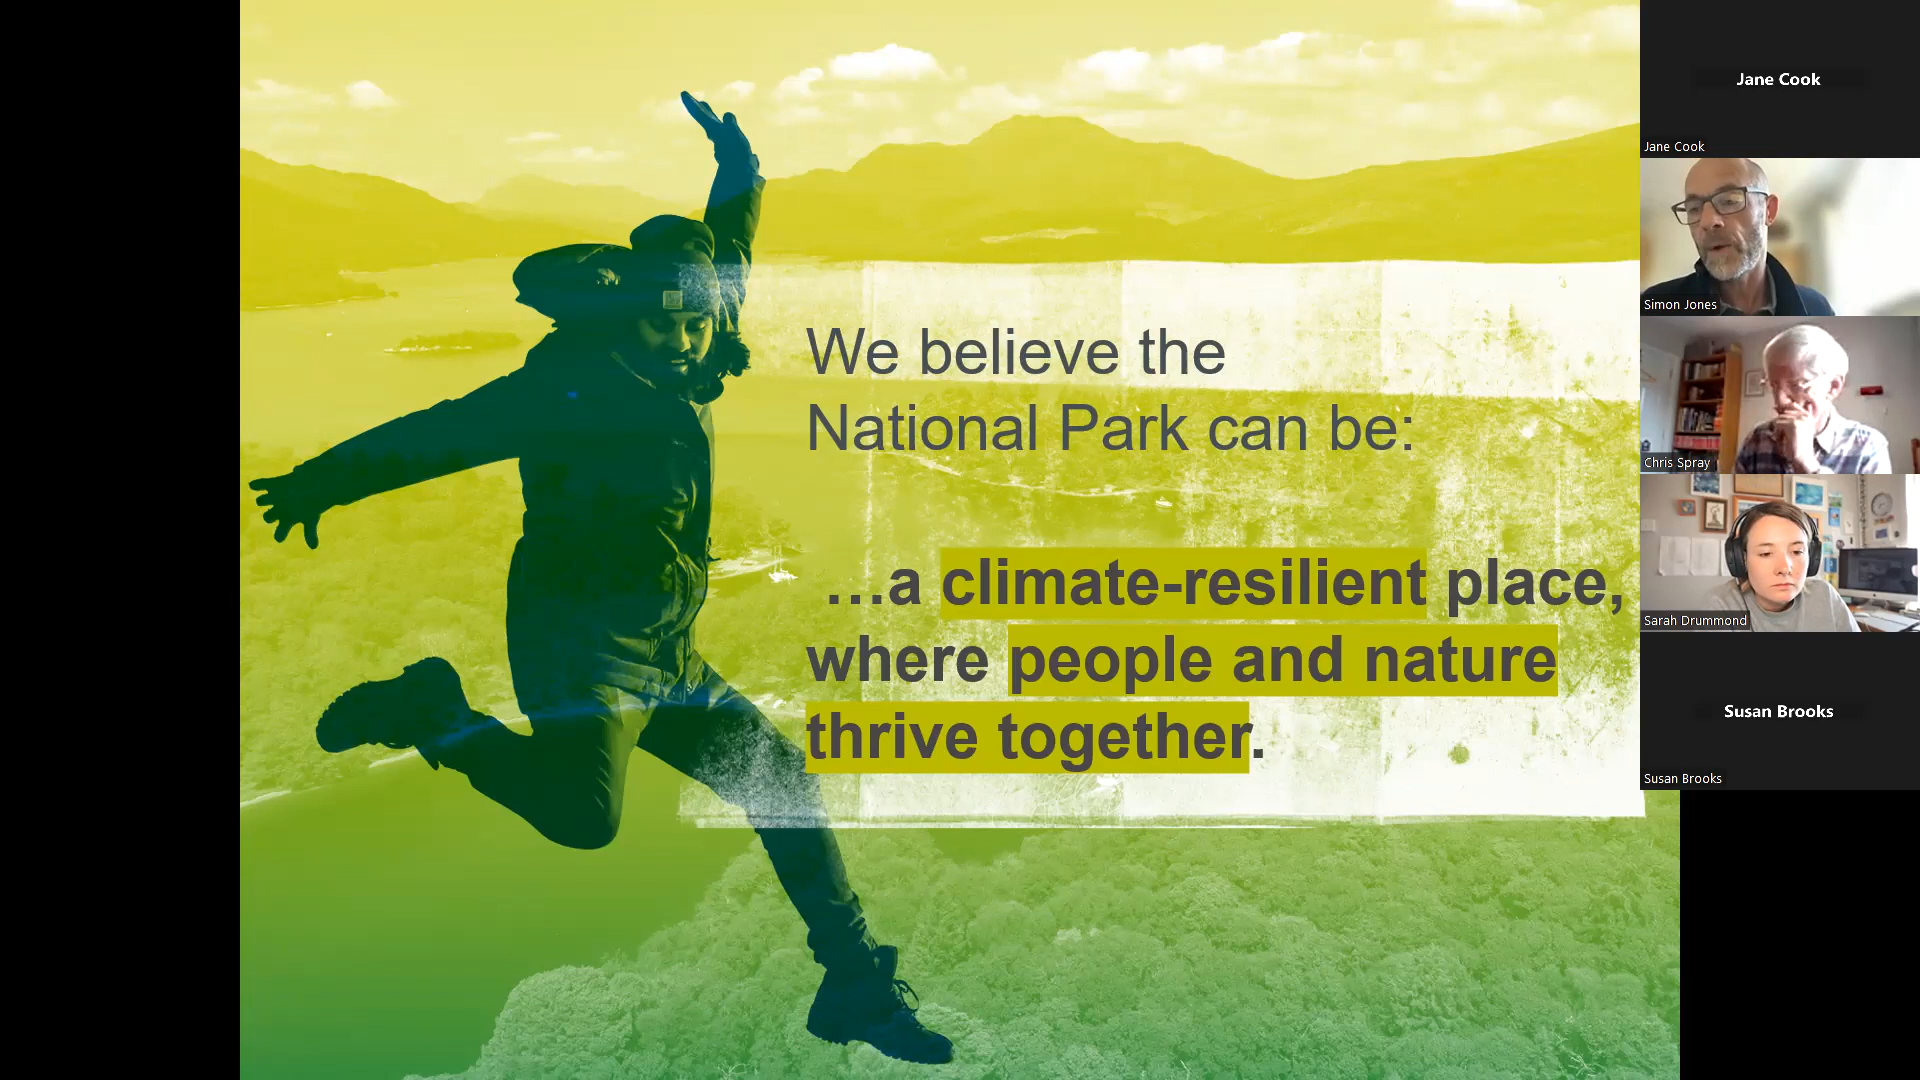 We believe the
National Park can be:
…a climate-resilient place,
where people and nature
thrive together.
Jane Cook
Jane Cook
Simon Jones
Chris Spray
Sarah Drummond
Susan Brooks
Susan Brooks